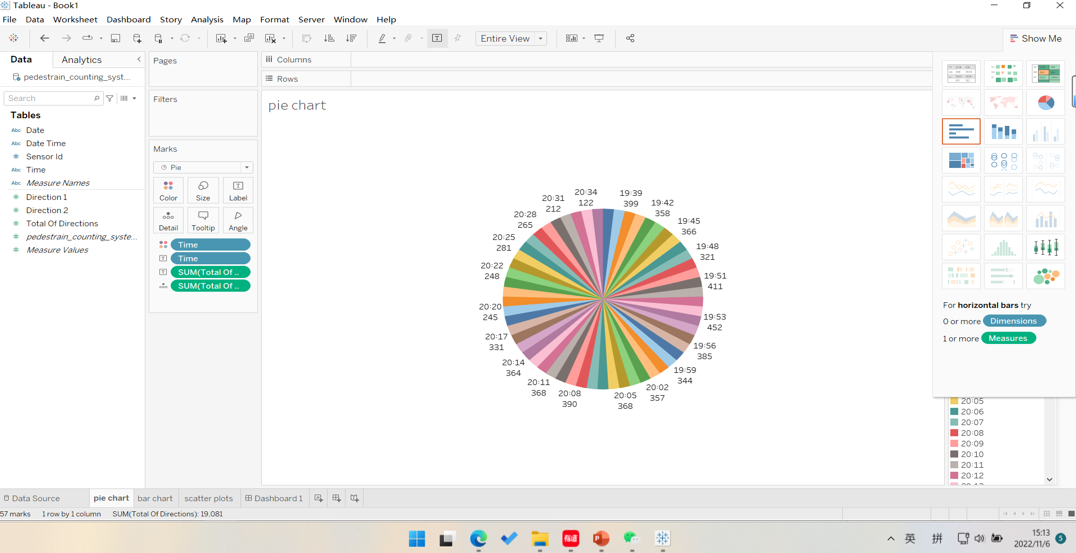 Tableau - Book1
File Data Worksheet Dashboard Story Analysis Map Format Server Window Help
Entire View
Show Me
Data Analytics
pedestrain_counting_syst...
Search
Tables
Abc Date
Abc Date Time
Sensor Id
Abc Time
Abc Measure Names
Direction 1
Direction 2
Total Of Directions
pedestrain_counting_syste...
Measure Values
Pages
Filters
Marks
Pie
Color Size Label
Detail Tooltip Angle
Time
Time
SUM(Total Of ..
SUM(Total Of ..
Columns
Rows
pie chart
19:39
399
19:42
358
19:45
366
19:48
321
19:51
411
19:53
452
19:56
385
19:59
344
20:02
357
20:05
368
20:08
390
20:11
368
20:14
364
20:17
331
20:20
245
20:22
248
20:25
281
20:28
265
20:31
212
20:34
122
For horizontal bars try
0 or more Dimensions
1 or more Measures
20:05
20:06
20:07
20:08
20:09
20:10
20:11
20:12
Data Source pie chart bar chart scatter plots Dashboard 1
57 marks 1 row by 1 column SUM(Total Of Directions): 19,081
有道
P
英 拼
15:13
2022/11/6
5